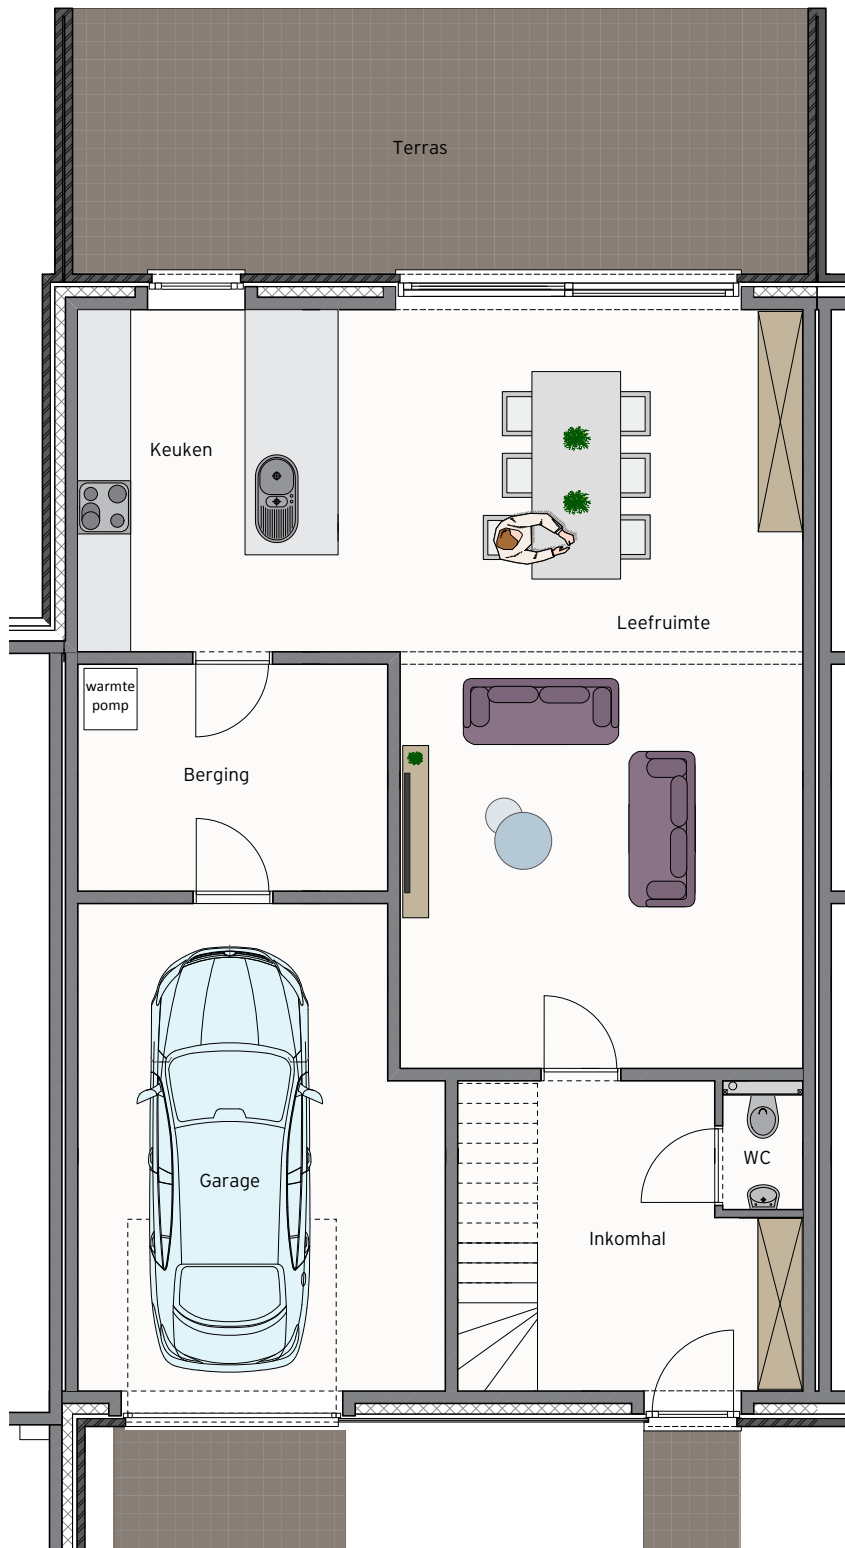 Terras
Keuken
Leefruimte
warmte
pomp
Berging
WC
Garage
Inkomhal